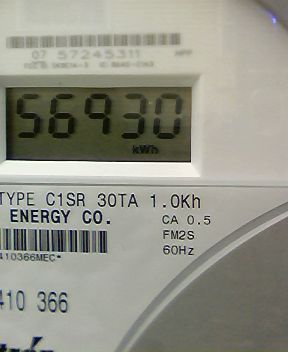 07 57245311
56930
kWh
TYPE C1SR 30TA 1.0Kh
ENERGY CO. CA 0.5
FM2S
60Hz
410366MEC*
410 366